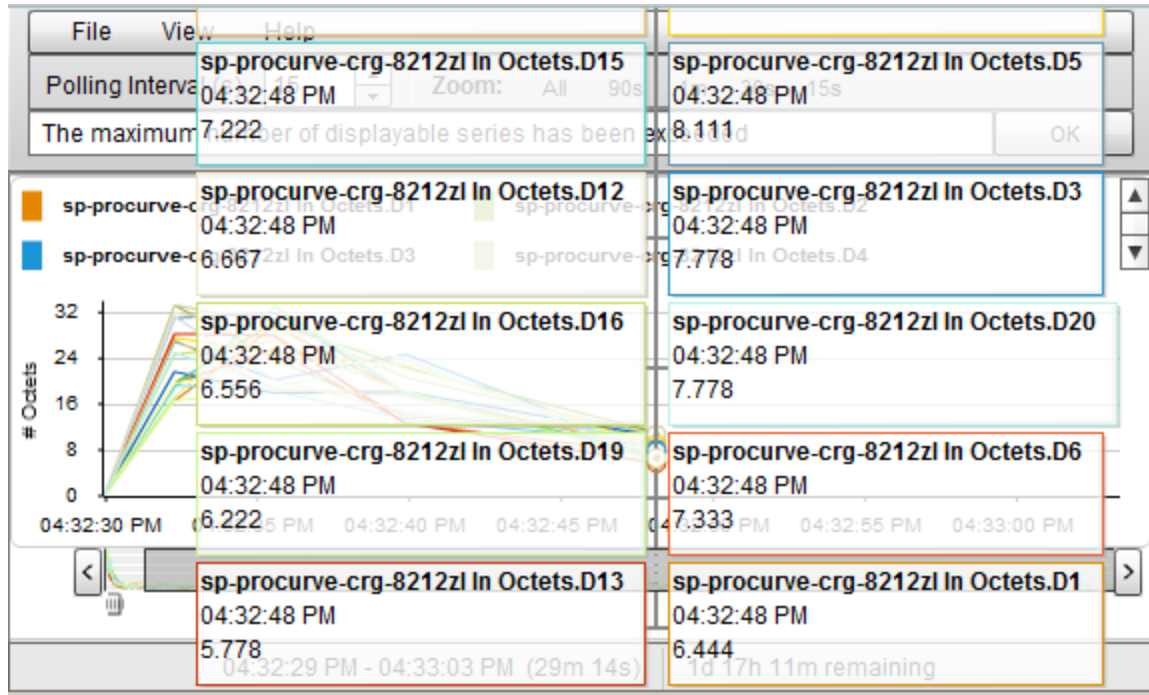 File View Help
Polling Interval (s): 15 Zoom: All 90s 1m 30s 15s
The maximum number of displayable series has been exceeded OK
sp-procurve-crg-8212zl In Octets.D15
04:32:48 PM
7.222
sp-procurve-crg-8212zl In Octets.D5
04:32:48 PM
8.111
sp-procurve-crg-8212zl In Octets.D1
sp-procurve-crg-8212zl In Octets.D2
sp-procurve-crg-8212zl In Octets.D3
sp-procurve-crg-8212zl In Octets.D4
sp-procurve-crg-8212zl In Octets.D12
04:32:48 PM
6.667
sp-procurve-crg-8212zl In Octets.D3
04:32:48 PM
7.778
sp-procurve-crg-8212zl In Octets.D16
04:32:48 PM
6.556
sp-procurve-crg-8212zl In Octets.D20
04:32:48 PM
7.778
sp-procurve-crg-8212zl In Octets.D19
04:32:48 PM
6.222
sp-procurve-crg-8212zl In Octets.D6
04:32:48 PM
7.333
sp-procurve-crg-8212zl In Octets.D13
04:32:48 PM
5.778
sp-procurve-crg-8212zl In Octets.D1
04:32:48 PM
6.444
# Octets
32
24
16
8
0
04:32:30 PM 04:32:35 PM 04:32:40 PM 04:32:45 PM 04:32:50 PM 04:32:55 PM 04:33:00 PM
04:32:29 PM - 04:33:03 PM (29m 14s) 1d 17h 11m remaining